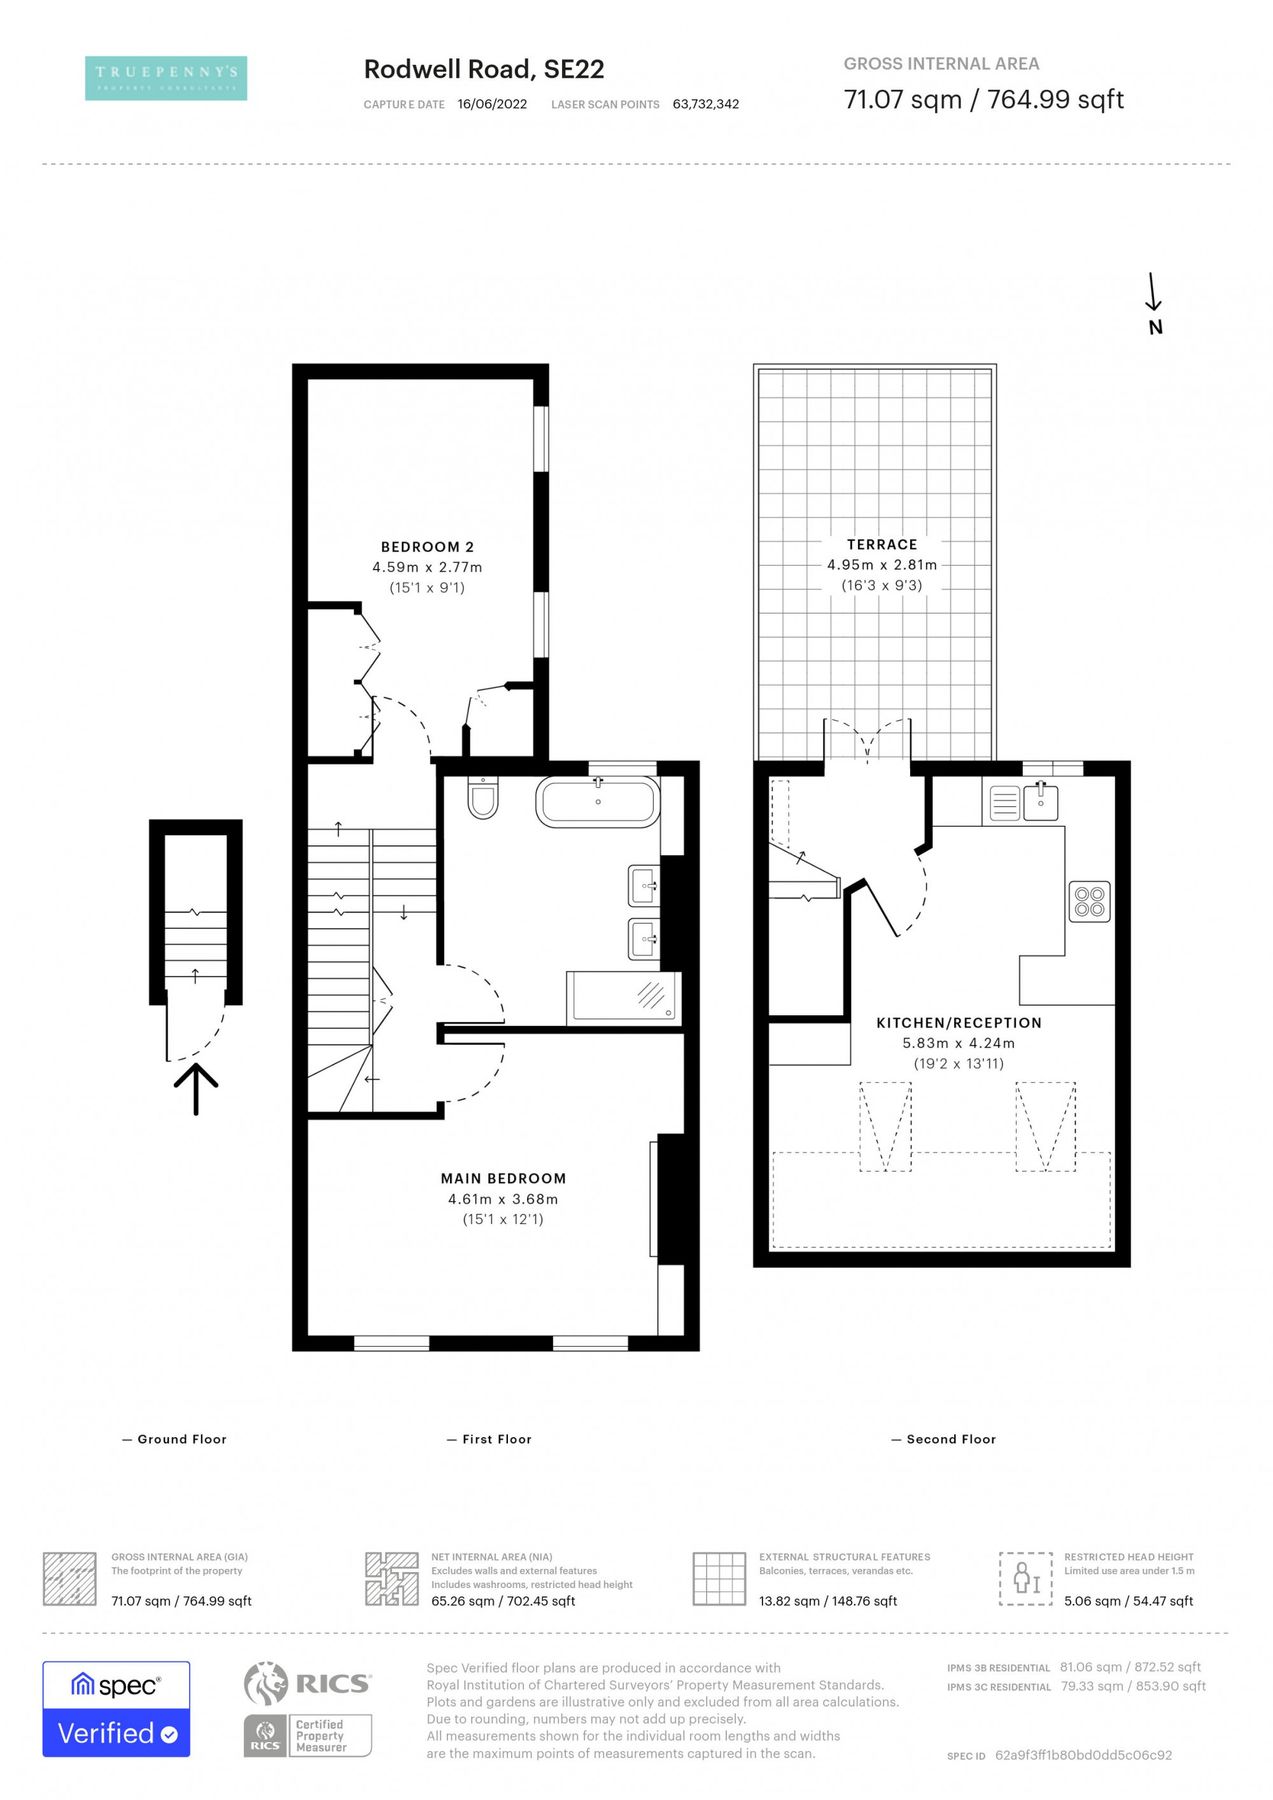 TRUEPENNY'S
PROPERTY CONSULTANTS
Rodwell Road, SE22
CAPTURE DATE 16/06/2022 LASER SCAN POINTS 63,732,342
GROSS INTERNAL AREA
71.07 sqm / 764.99 sqft
N
BEDROOM 2
4.59m x 2.77m
(15'1 x 9'1)
TERRACE
4.95m x 2.81m
(16'3 x 9'3)
KITCHEN/RECEPTION
5.83m x 4.24m
(19'2 x 13'11)
MAIN BEDROOM
4.61m x 3.68m
(15'1 x 12'1)
— Ground Floor
— First Floor
— Second Floor
GROSS INTERNAL AREA (GIA)
The footprint of the property
71.07 sqm / 764.99 sqft
NET INTERNAL AREA (NIA)
Excludes walls and external features
Includes washrooms, restricted head height
65.26 sqm / 702.45 sqft
EXTERNAL STRUCTURAL FEATURES
Balconies, terraces, verandas etc.
13.82 sqm / 148.76 sqft
RESTRICTED HEAD HEIGHT
Limited use area under 1.5 m
5.06 sqm / 54.47 sqft
spec®
Verified
RICS
RICS
Certified
Property
Measurer
Spec Verified floor plans are produced in accordance with
Royal Institution of Chartered Surveyors' Property Measurement Standards.
Plots and gardens are illustrative only and excluded from all area calculations.
Due to rounding, numbers may not add up precisely.
All measurements shown for the individual room lengths and widths
are the maximum points of measurements captured in the scan.
IPMS 3B RESIDENTIAL 81.06 sqm / 872.52 sqft
IPMS 3C RESIDENTIAL 79.33 sqm / 853.90 sqft
SPEC ID 62a9f3ff1b80bd0dd5c06c92